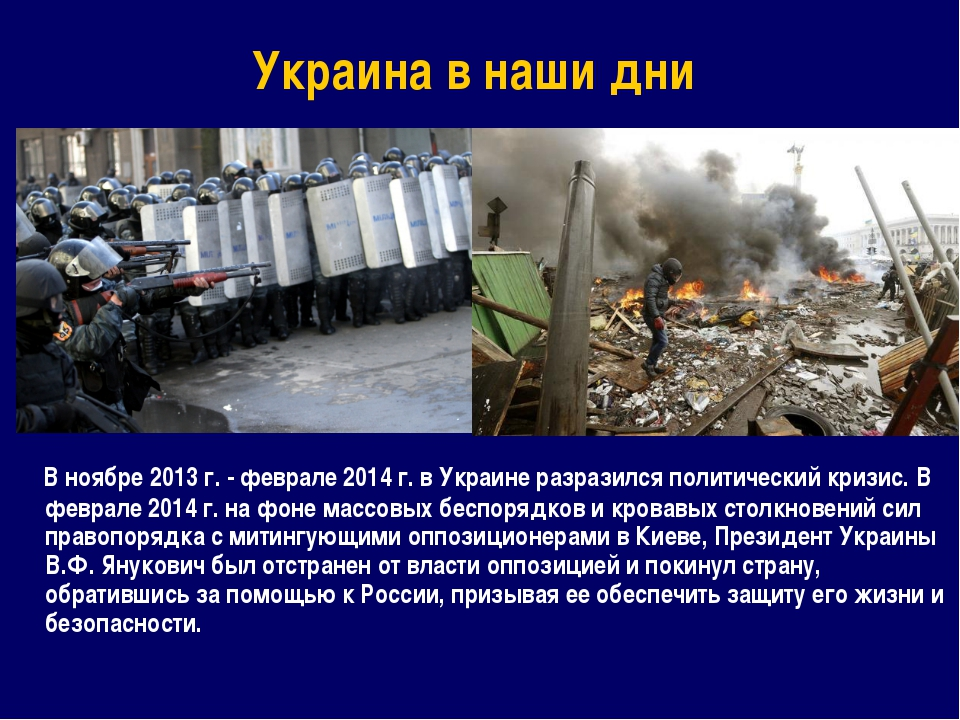 Украина в наши дни
В ноябре 2013 г. - феврале 2014 г. в Украине разразился политический кризис. В
феврале 2014 г. на фоне массовых беспорядков и кровавых столкновений сил
правопорядка с митингующими оппозиционерами в Киеве, Президент Украины
В.Ф. Янукович был отстранен от власти оппозицией и покинул страну,
обратившись за помощью к России, призывая ее обеспечить защиту его жизни и
безопасности.